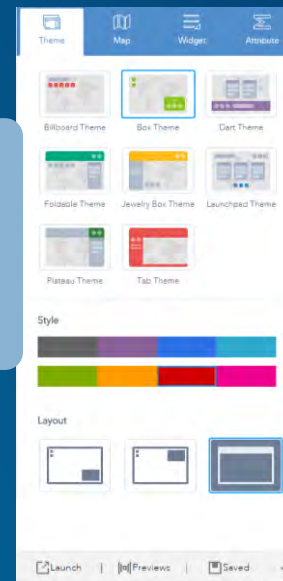 Theme Map Widget Attribute
Billboard Theme Box Theme Dart Theme
Foldable Theme Jewelry Box Theme Launchpad Theme
Plateau Theme Tab Theme
Style
Layout
Launch | Previews | Saved